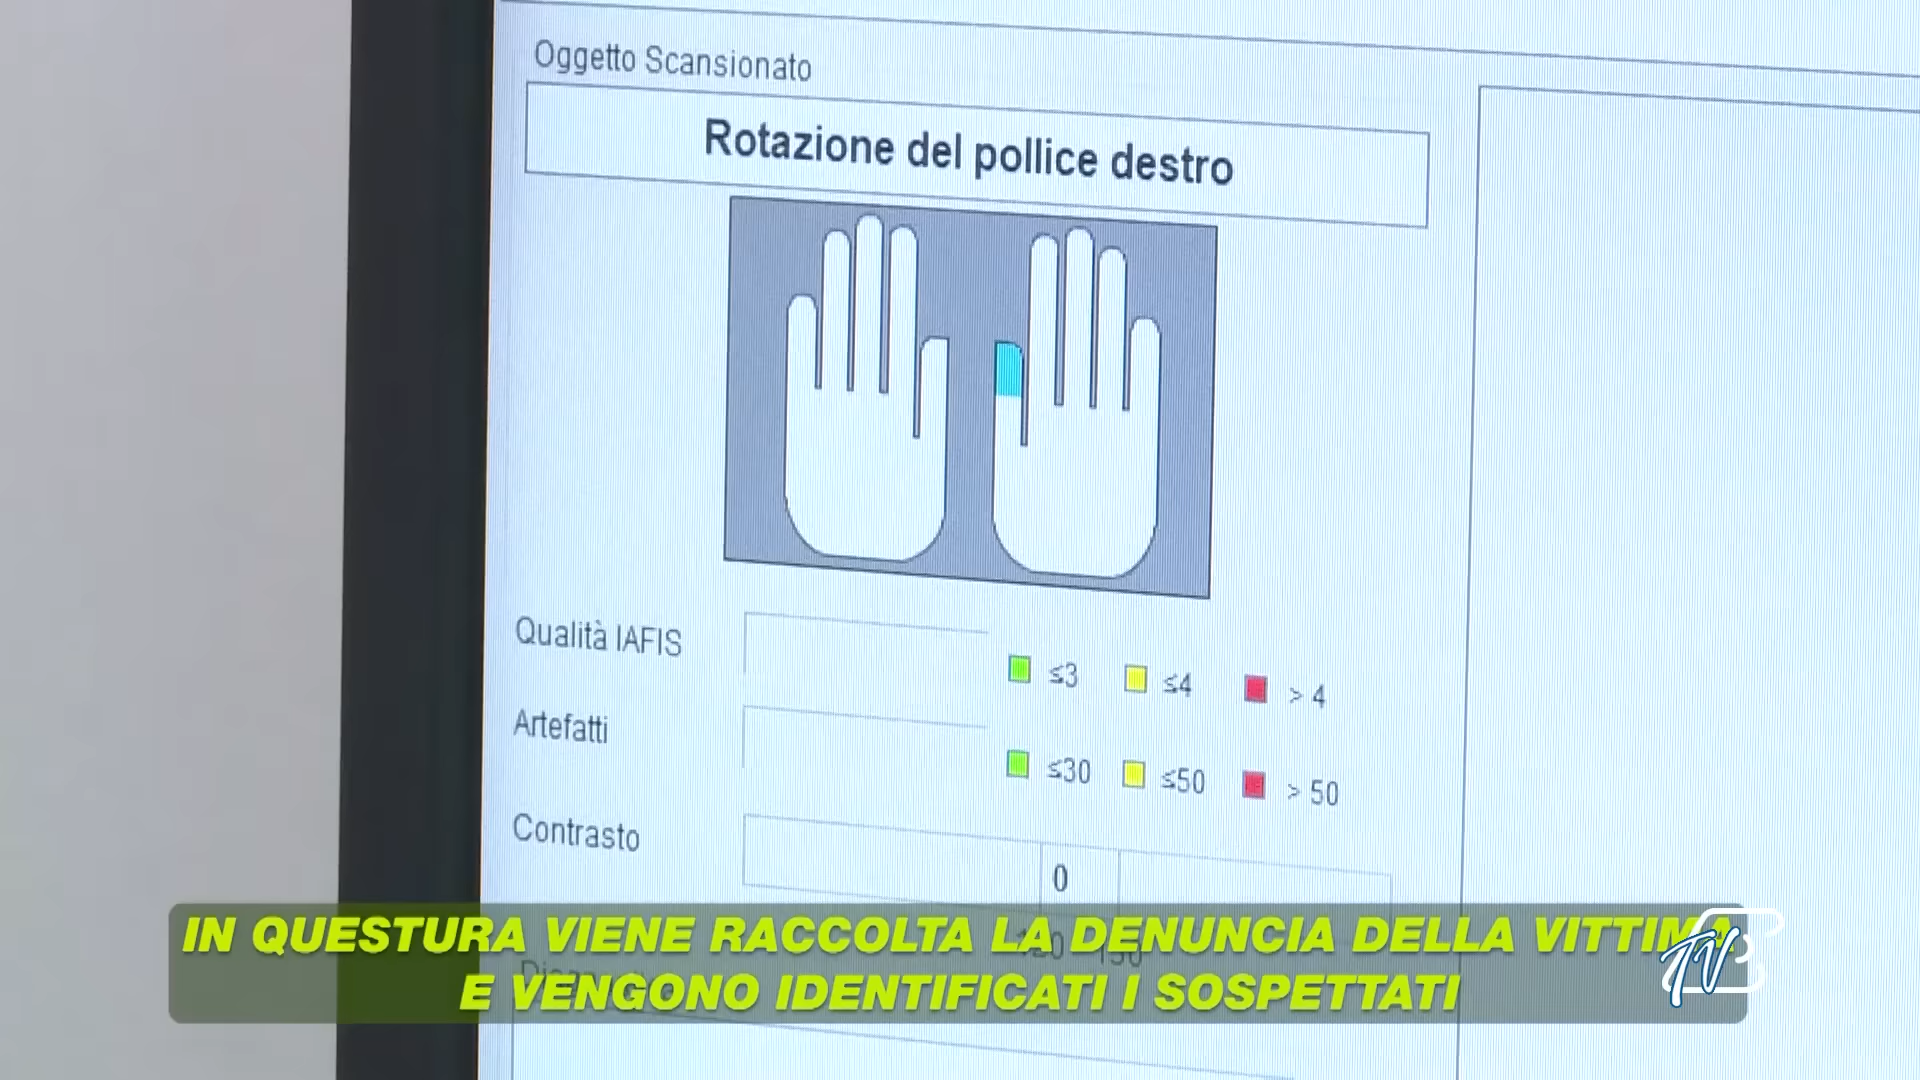 Oggetto Scansionato
Rotazione del pollice destro
Qualità IAFIS
≤3 ≤4 > 4
Artefatti
≤30 ≤50 > 50
Contrasto
0
IN QUESTURA VIENE RACCOLTA LA DENUNCIA DELLA VITTIMA
E VENGONO IDENTIFICATI I SOSPETTATI
TV